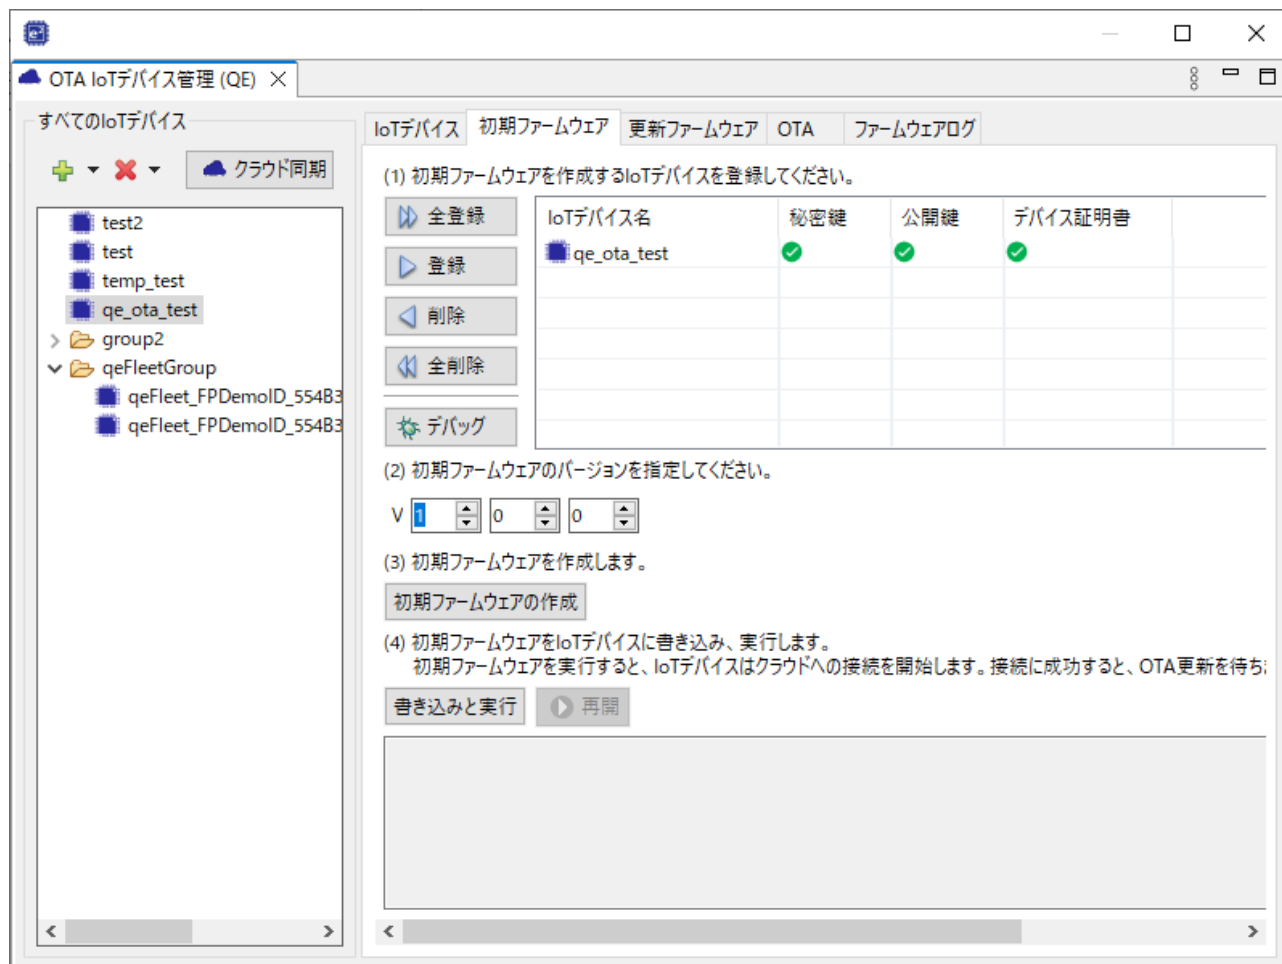 e²
OTA IoTデバイス管理 (QE)
すべてのIoTデバイス
クラウド同期
test2
test
temp_test
qe_ota_test
group2
qeFleetGroup
qeFleet_FPDemoID_554B3
qeFleet_FPDemoID_554B3
IoTデバイス 初期ファームウェア 更新ファームウェア OTA ファームウェアログ
(1) 初期ファームウェアを作成するIoTデバイスを登録してください。
全登録
登録
削除
全削除
デバッグ
IoTデバイス名 秘密鍵 公開鍵 デバイス証明書
qe_ota_test
(2) 初期ファームウェアのバージョンを指定してください。
V 1 0 0
(3) 初期ファームウェアを作成します。
初期ファームウェアの作成
(4) 初期ファームウェアをIoTデバイスに書き込み、実行します。
初期ファームウェアを実行すると、IoTデバイスはクラウドへの接続を開始します。接続に成功すると、OTA更新を待ち
書き込みと実行 再開